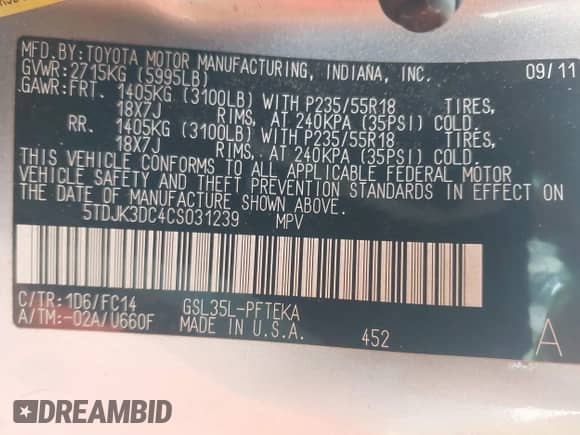 MFD.BY:TOYOTA MOTOR MANUFACTURING, INDIANA, INC. 09/11
GVWR:2715KG (5995LB)
GAWR:FRT. 1405KG (3100LB) WITH P235/55R18 TIRES,
18X7J RIMS, AT 240KPA (35PSI) COLD.
RR. 1405KG (3100LB) WITH P235/55R18 TIRES,
18X7J RIMS, AT 240KPA (35PSI) COLD.
THIS VEHICLE CONFORMS TO ALL APPLICABLE FEDERAL MOTOR
VEHICLE SAFETY AND THEFT PREVENTION STANDARDS IN EFFECT ON
THE DATE OF MANUFACTURE SHOWN ABOVE.
5TDJK3DC4CS031239 MPV
C/TR:1D6/FC14 GSL35L-PFTEKA
A/TM:-02A/U660F MADE IN U.S.A. 452 A
DREAMBID